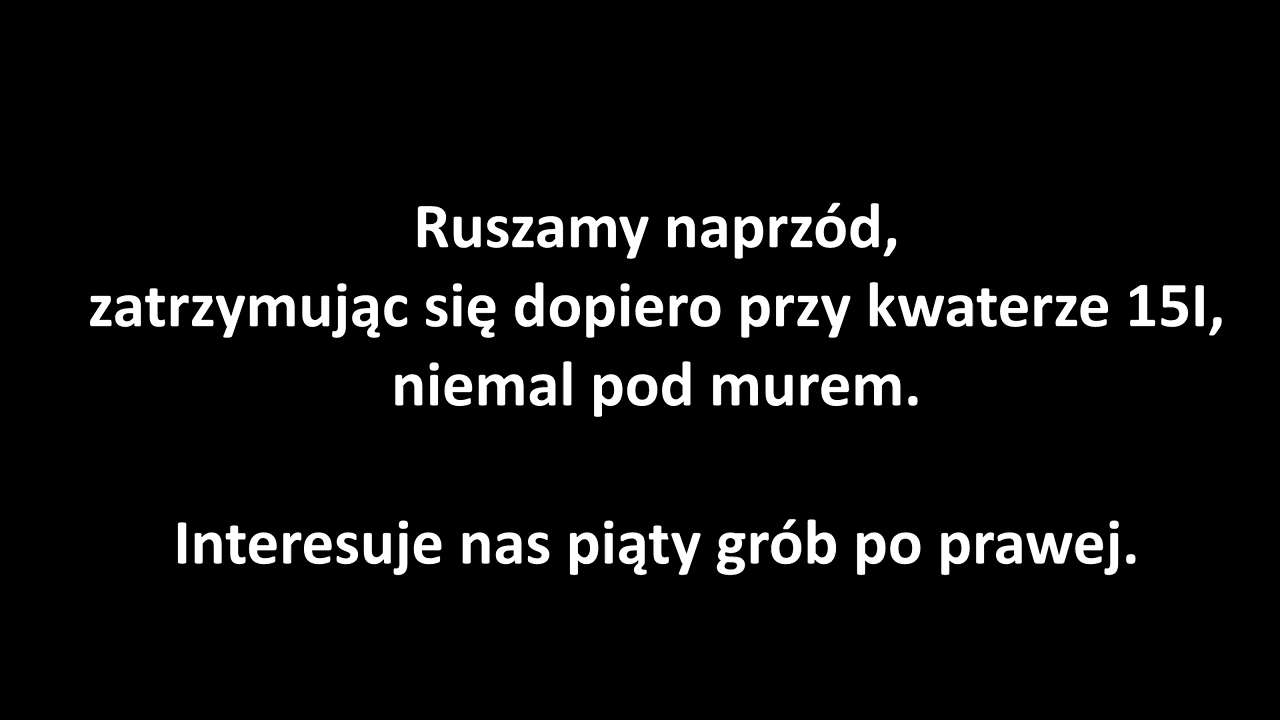 Ruszamy naprzód,
zatrzymując się dopiero przy kwaterze 15I,
niemal pod murem.
Interesuje nas piąty grób po prawej.